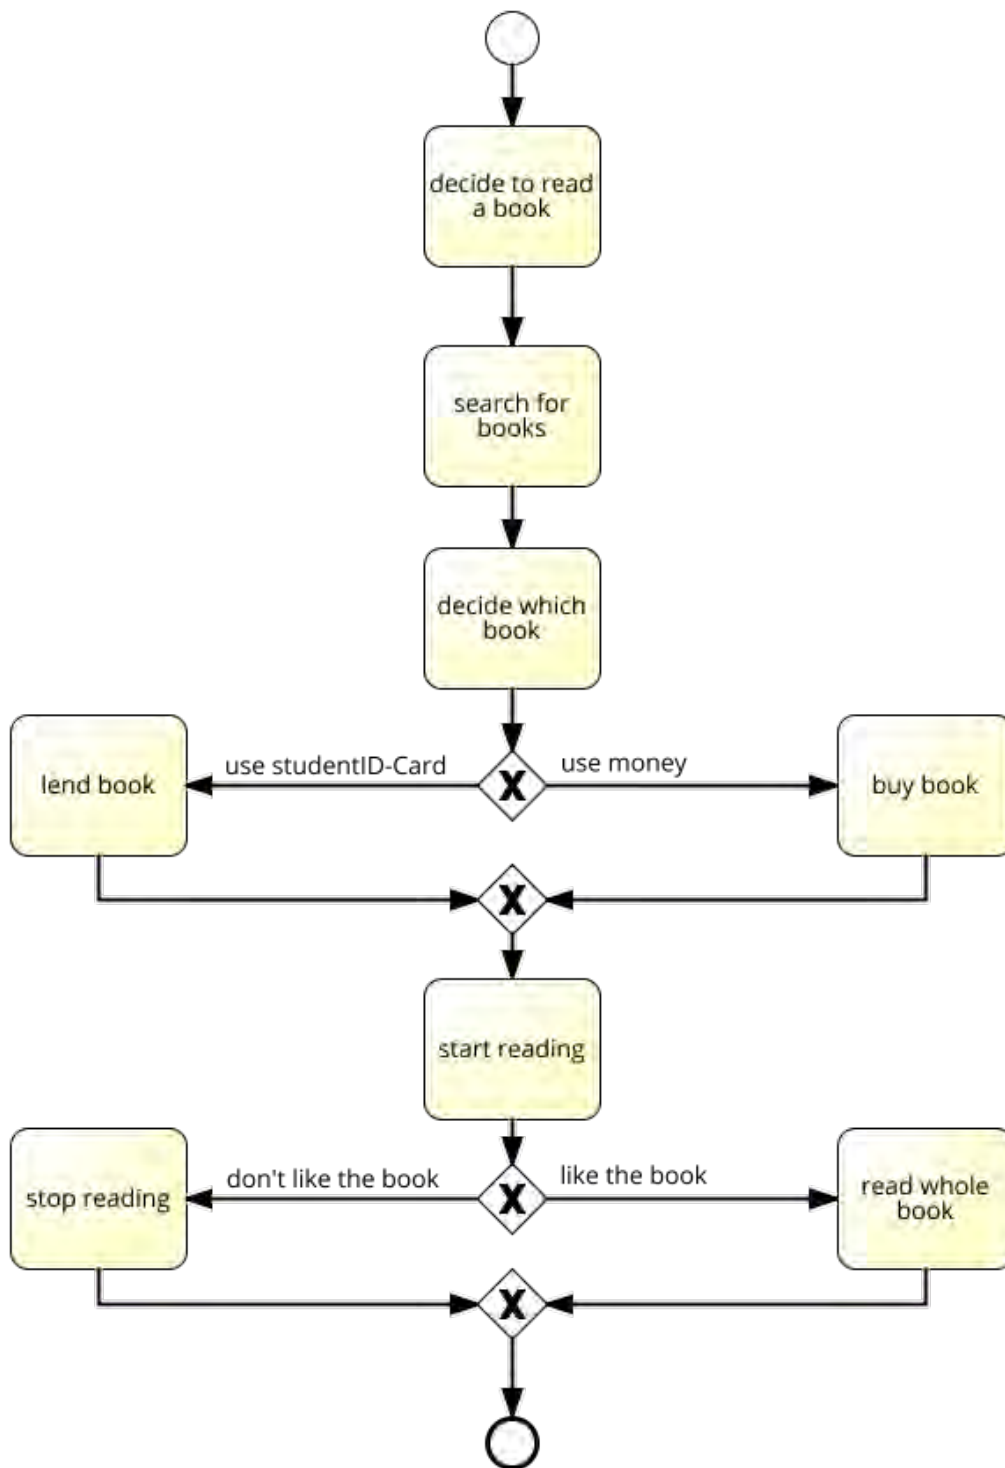 decide to read
a book
search for
books
decide which
book
use studentID-Card
use money
lend book
X
buy book
X
start reading
don't like the book
like the book
stop reading
X
read whole
book
X